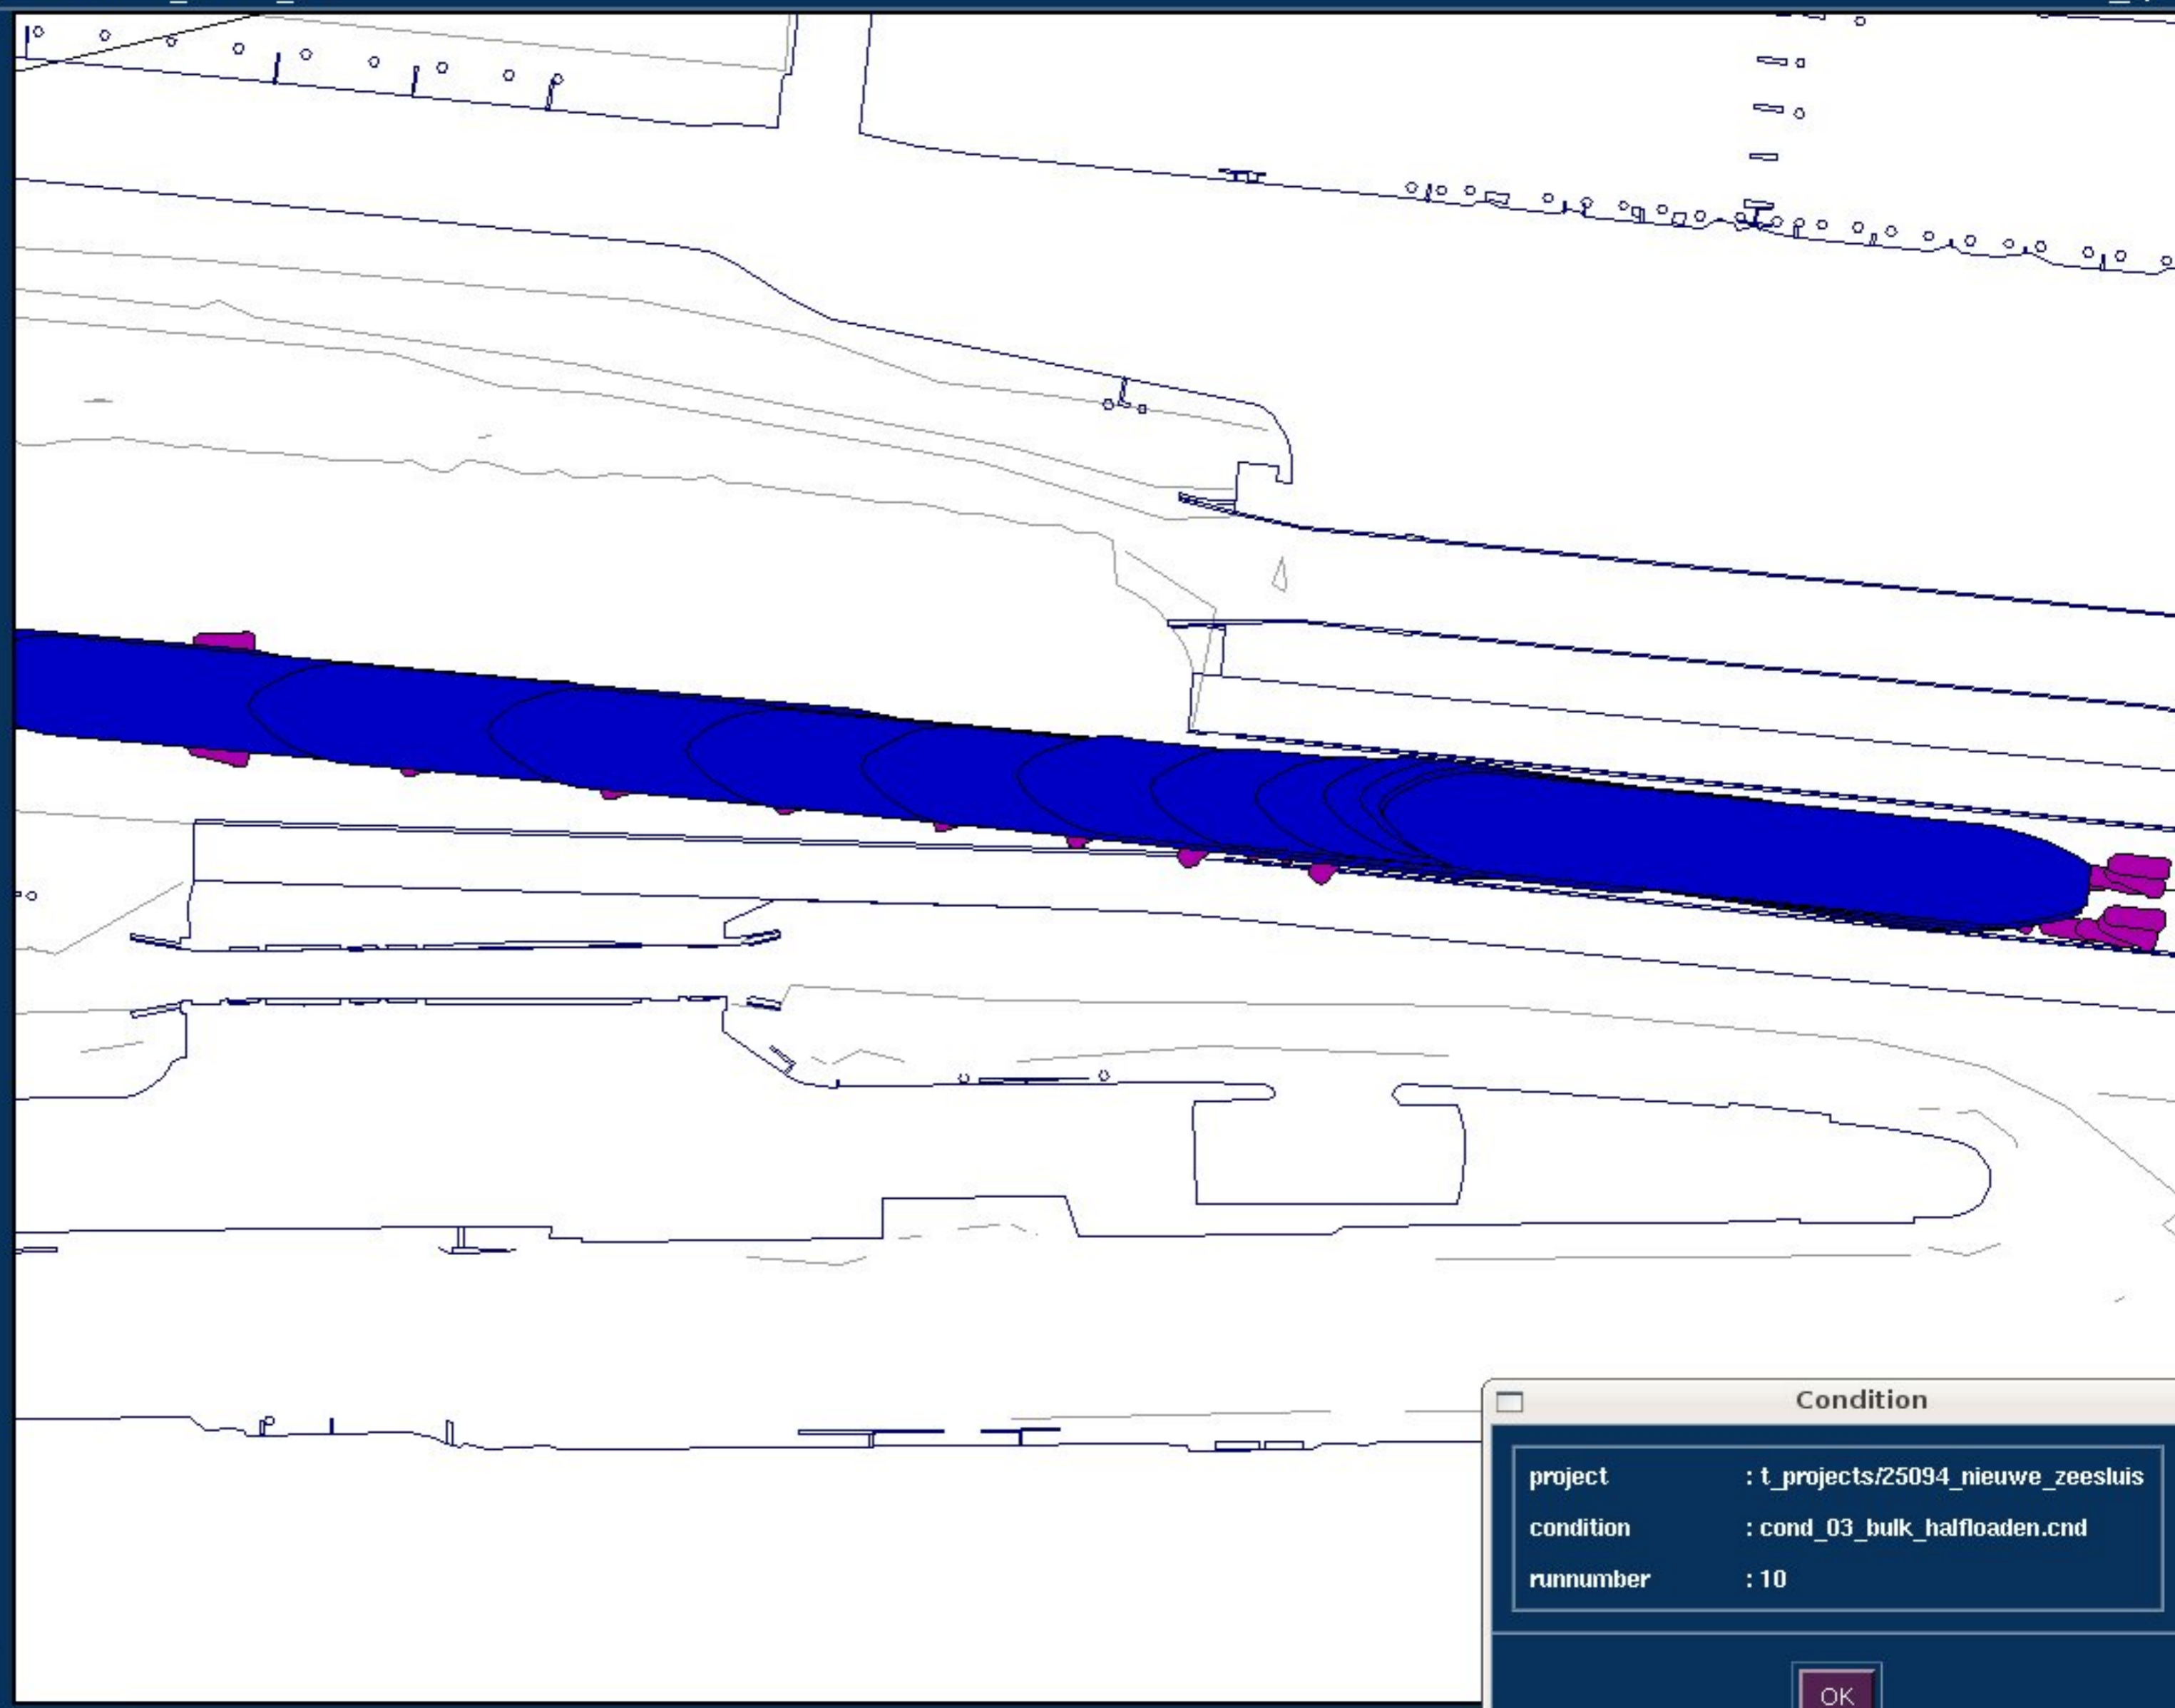 Condition
project : t_projects/25094_nieuwe_zeesluis
condition : cond_03_bulk_halfloaden.cnd
runnumber : 10
OK